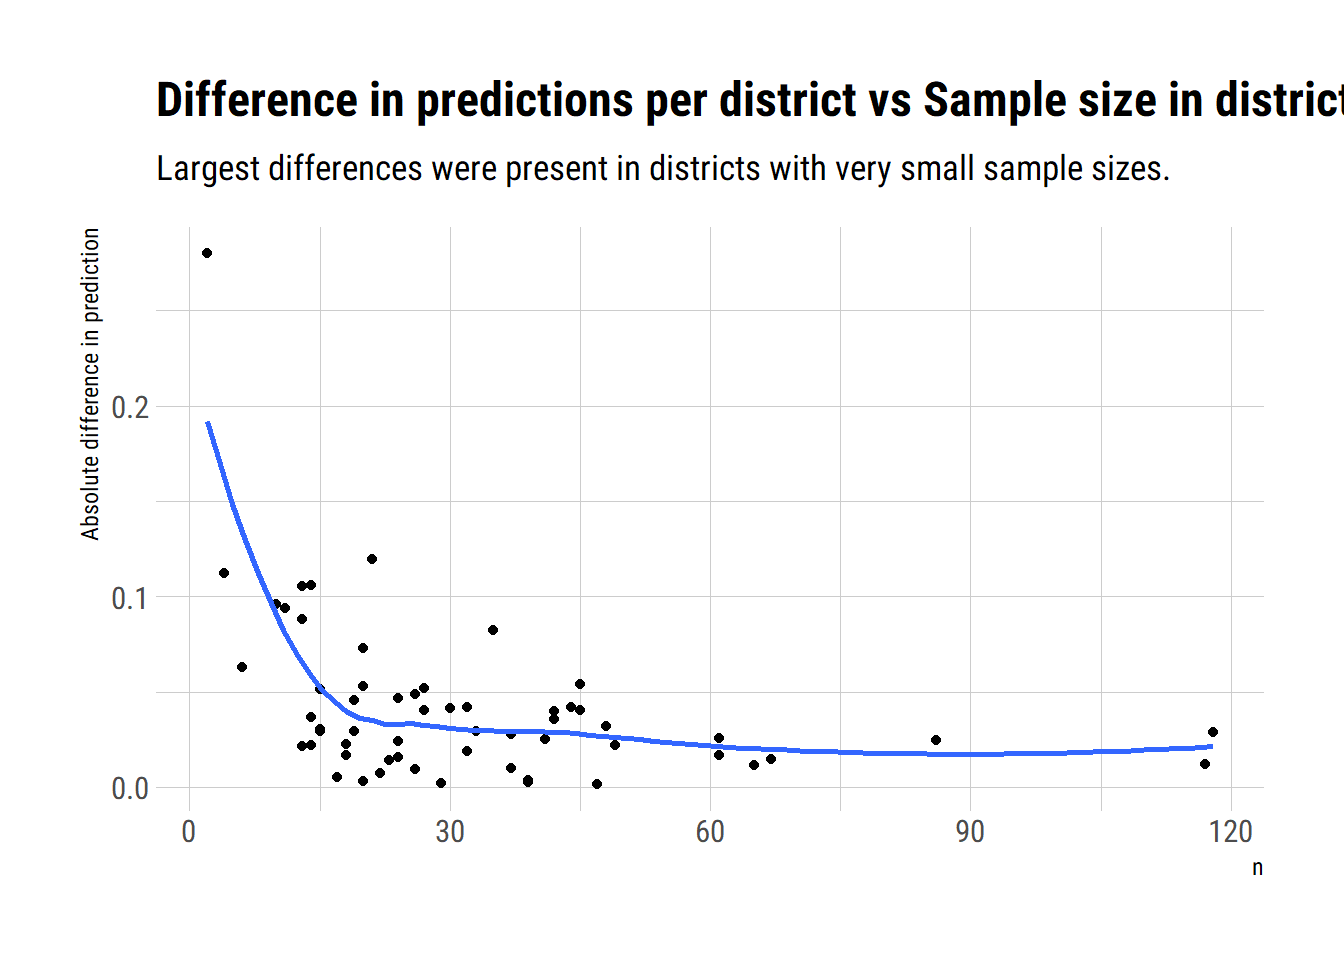 Difference in predictions per district vs Sample size in district
Largest differences were present in districts with very small sample sizes.
Absolute difference in prediction
0.2
0.1
0.0
0 30 60 90 120
n